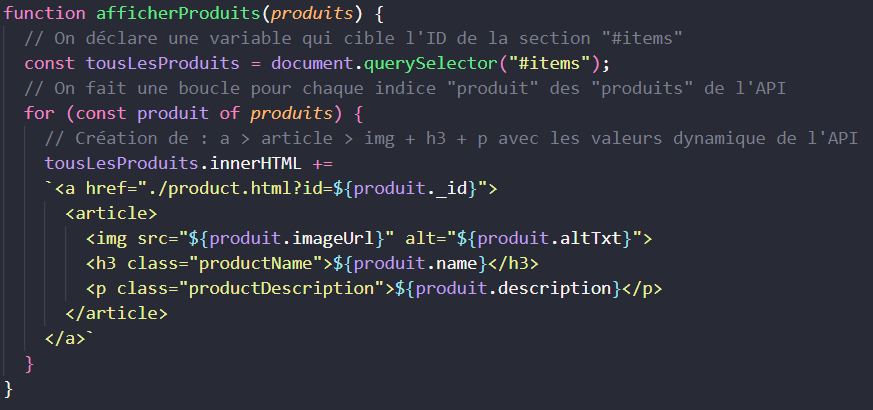 function afficherProduits(produits) {
// On déclare une variable qui cible l'ID de la section "#items"
const tousLesProduits = document.querySelector("#items");
// On fait une boucle pour chaque indice "produit" des "produits" de l'API
for (const produit of produits) {
// Création de : a > article > img + h3 + p avec les valeurs dynamique de l'API
tousLesProduits.innerHTML +=
`<a href="./product.html?id=${produit._id}">
<article>
<img src="${produit.imageUrl}" alt="${produit.altTxt}">
<h3 class="productName">${produit.name}</h3>
<p class="productDescription">${produit.description}</p>
</article>
</a>`
}
}